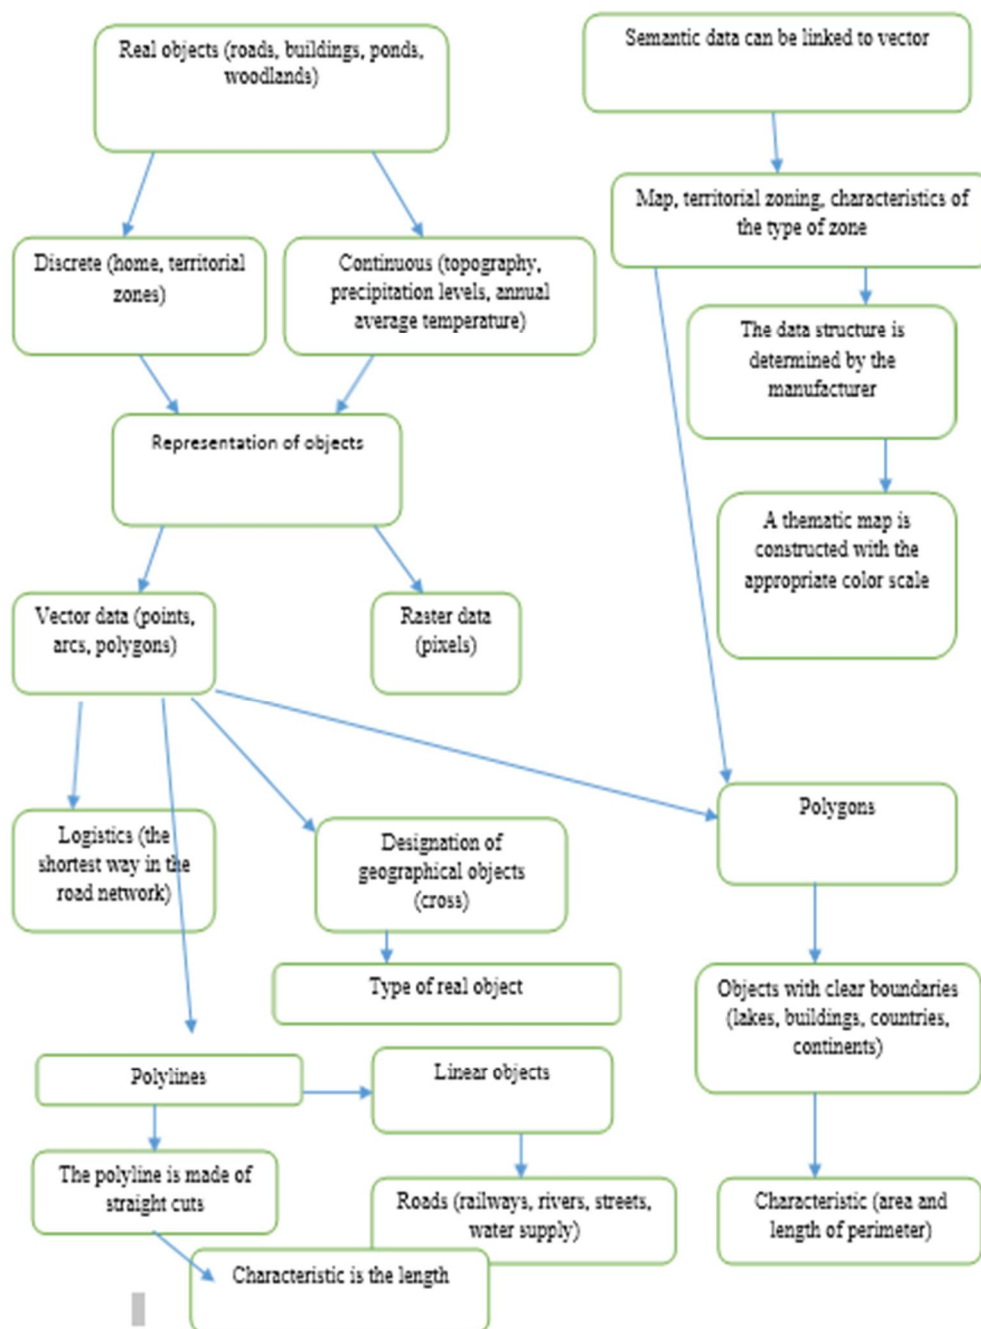 Real objects (roads, buildings, ponds,
woodlands)
Semantic data can be linked to vector
Map, territorial zoning, characteristics of
the type of zone
Discrete (home, territorial
zones)
Continuous (topography,
precipitation levels, annual
average temperature)
The data structure is
determined by the
manufacturer
Representation of objects
A thematic map is
constructed with the
appropriate color scale
Vector data (points,
arcs, polygons)
Raster data
(pixels)
Logistics (the
shortest way in the
road network)
Designation of
geographical objects
(cross)
Polygons
Type of real object
Objects with clear boundaries
(lakes, buildings, countries,
continents)
Polylines
Linear objects
The polyline is made of
straight cuts
Roads (railways, rivers, streets,
water supply)
Characteristic (area and
length of perimeter)
Characteristic is the length